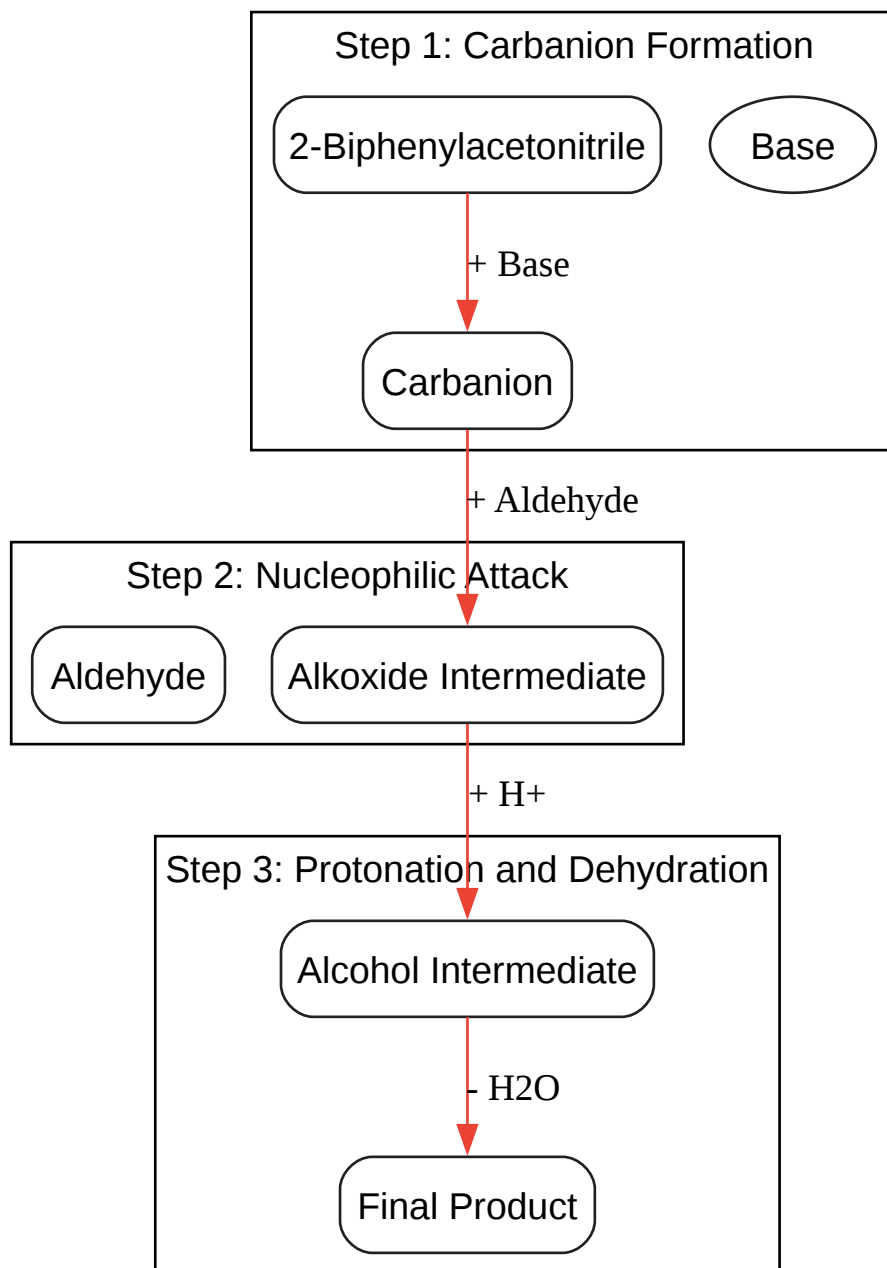 Step 1: Carbanion Formation
2-Biphenylacetonitrile
Base
+ Base
Carbanion
+ Aldehyde
Step 2: Nucleophilic Attack
Aldehyde
Alkoxide Intermediate
+ H+
Step 3: Protonation and Dehydration
Alcohol Intermediate
- H2O
Final Product